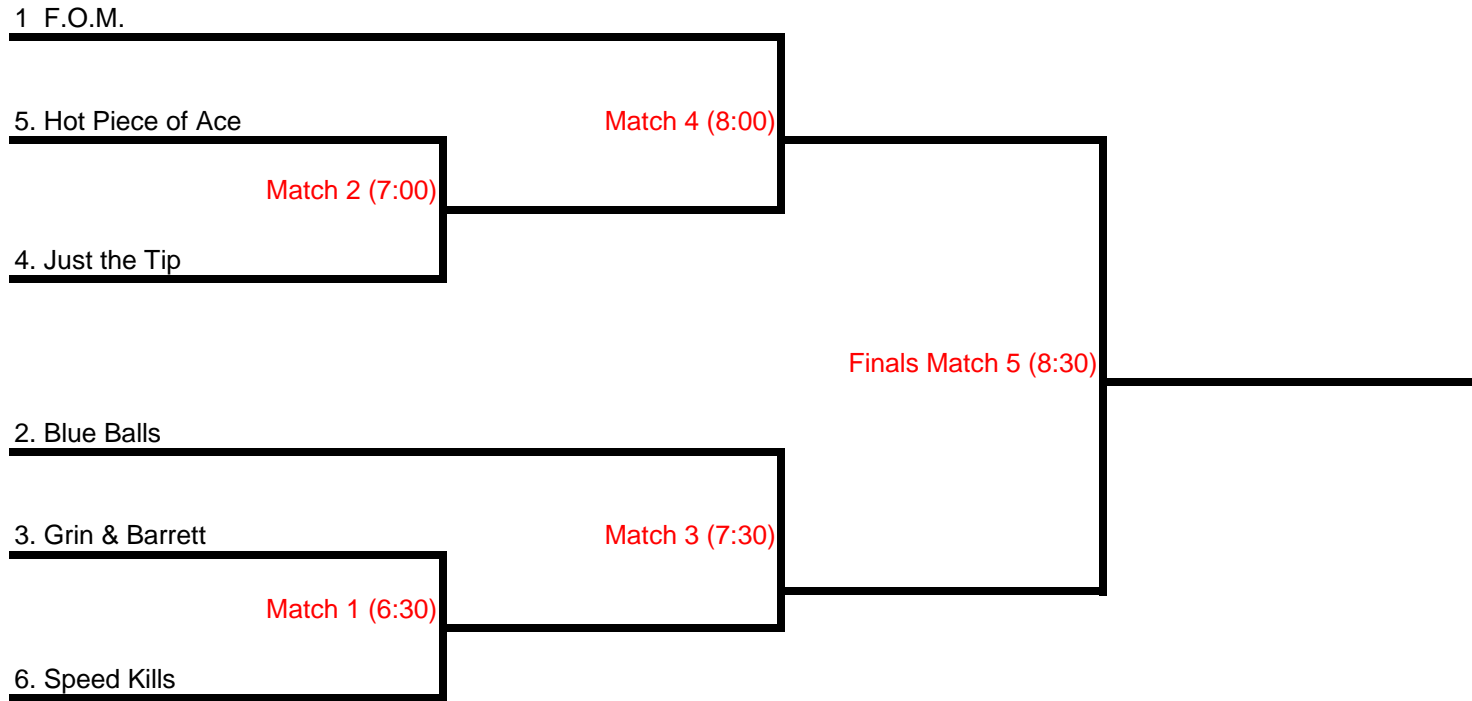 1 F.O.M.
5. Hot Piece of Ace
Match 4 (8:00)
Match 2 (7:00)
4. Just the Tip
Finals Match 5 (8:30)
2. Blue Balls
3. Grin & Barrett
Match 3 (7:30)
Match 1 (6:30)
6. Speed Kills